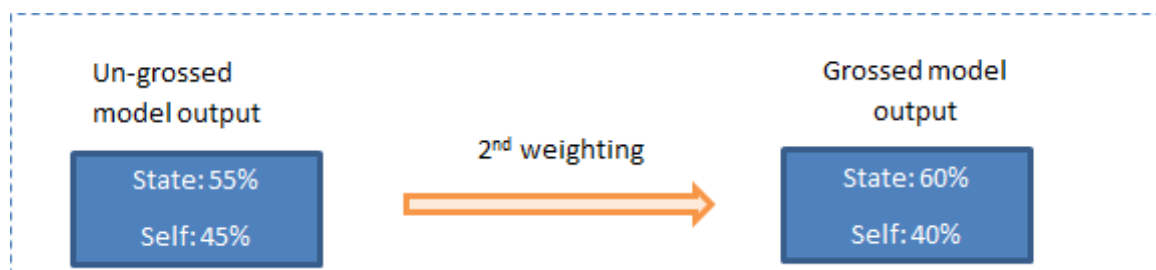 Un-grossed
model output
State: 55%
Self: 45%
2nd weighting
Grossed model
output
State: 60%
Self: 40%